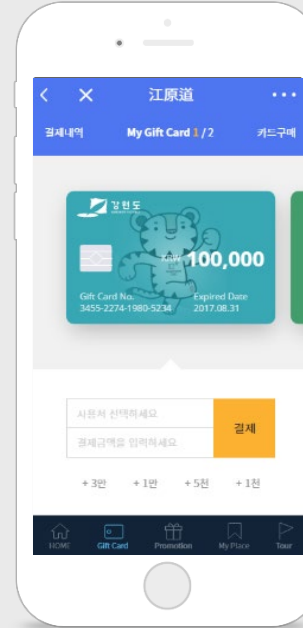 江原道
결제내역 My Gift Card 1 / 2 카드구매
강원도
KRW 100,000
Gift Card No. Expired Date
3455-2274-1980-5234 2017.08.31
사용처 선택하세요
결제금액을 입력하세요
결제
+ 3만 + 1만 + 5천 + 1천
HOME Gift Card Promotion My Place Tour